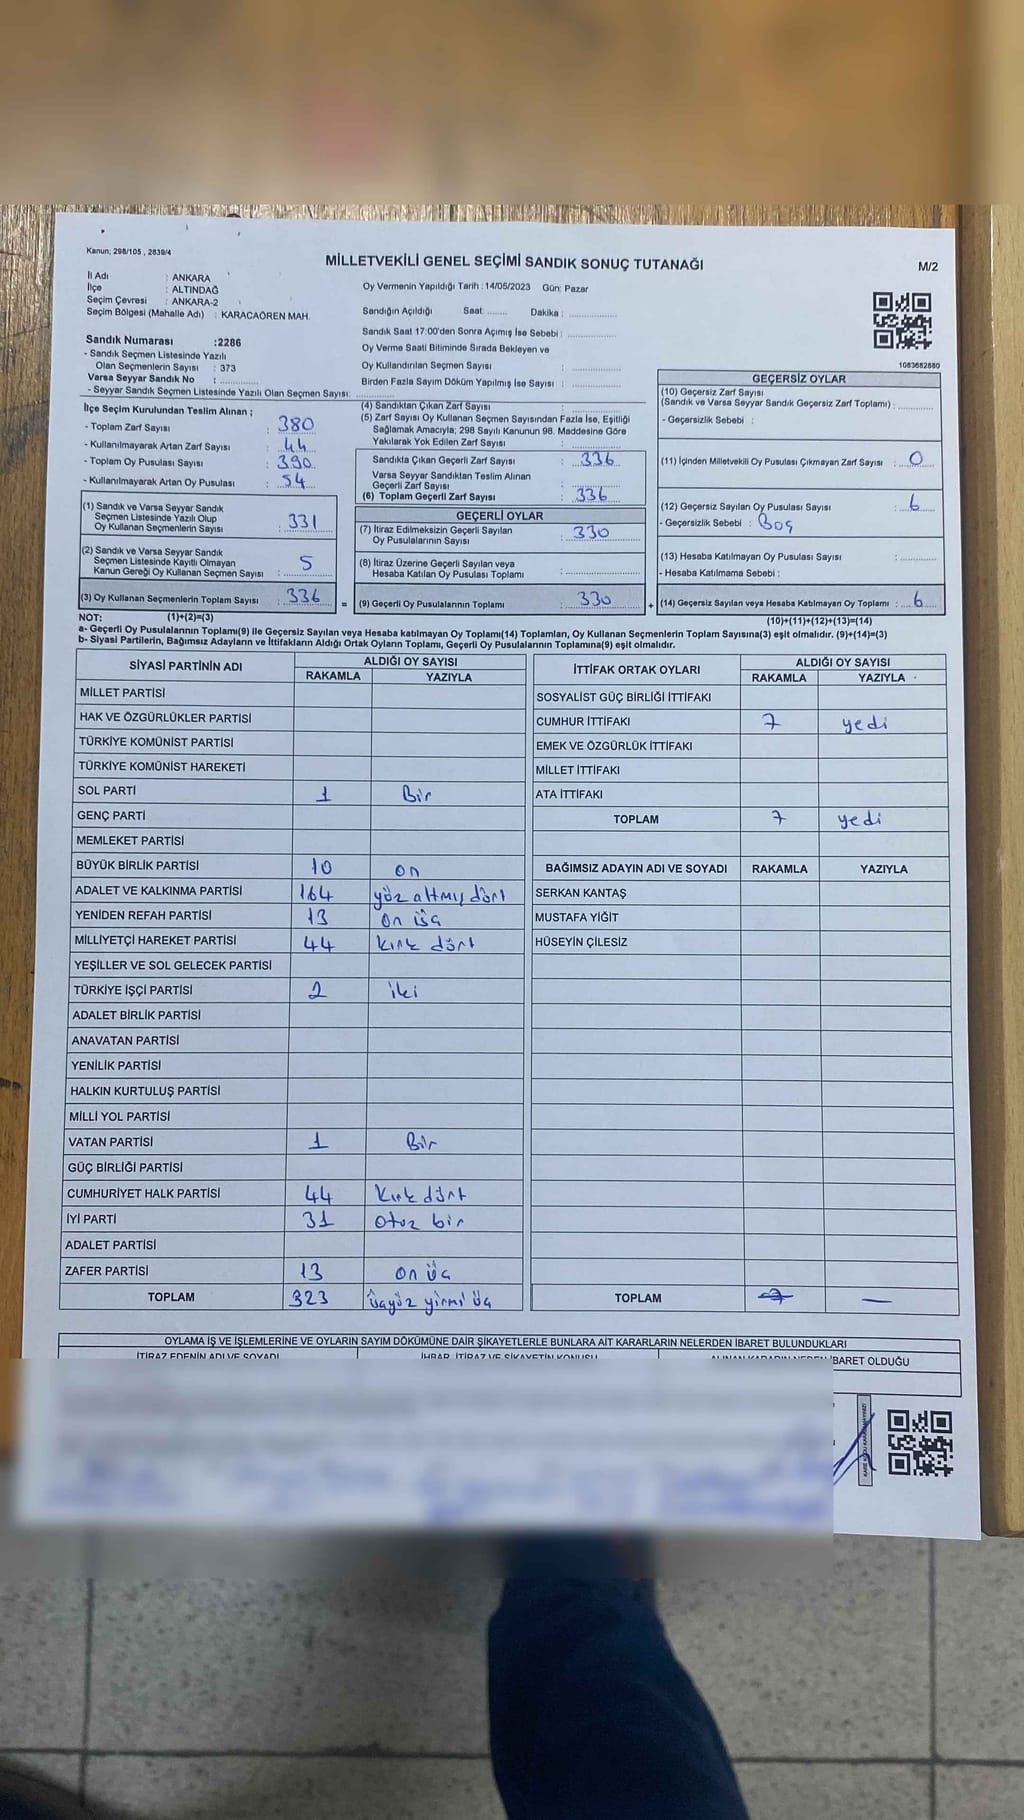 Kanun; 298/105 , 2839/4
MİLLETVEKİLİ GENEL SEÇİMİ SANDIK SONUÇ TUTANAĞI
M/2
İl Adı : ANKARA
İlçe : ALTINDAĞ
Seçim Çevresi : ANKARA-2
Seçim Bölgesi (Mahalle Adı) : KARACAÖREN MAH.
Sandık Numarası :2286
- Sandık Seçmen Listesinde Yazılı
Olan Seçmenlerin Sayısı : 373
Varsa Seyyar Sandık No :
- Seyyar Sandık Seçmen Listesinde Yazılı Olan Seçmen Sayısı:
Oy Vermenin Yapıldığı Tarih : 14/05/2023 Gün: Pazar
Sandığın Açıldığı Saat: Dakika :
Sandık Saat 17:00'den Sonra Açımış İse Sebebi :
Oy Verme Saati Bitiminde Sırada Bekleyen ve
Oy Kullandırılan Seçmen Sayısı :
Birden Fazla Sayım Döküm Yapılmış İse Sayısı :
1083682880
İlçe Seçim Kurulundan Teslim Alınan ;
- Toplam Zarf Sayısı : 380
- Kullanılmayarak Artan Zarf Sayısı : 44
- Toplam Oy Pusulası Sayısı : 390
- Kullanılmayarak Artan Oy Pusulası : 54
(1) Sandık ve Varsa Seyyar Sandık
Seçmen Listesinde Yazılı Olup
Oy Kullanan Seçmenlerin Sayısı : 331
(2) Sandık ve Varsa Seyyar Sandık
Seçmen Listesinde Kayıtlı Olmayan
Kanun Gereği Oy Kullanan Seçmen Sayısı : 5
(3) Oy Kullanan Seçmenlerin Toplam Sayısı : 336 =
(4) Sandıktan Çıkan Zarf Sayısı :
(5) Zarf Sayısı Oy Kullanan Seçmen Sayısından Fazla İse, Eşitliği
Sağlamak Amacıyla; 298 Sayılı Kanunun 98. Maddesine Göre
Yakılarak Yok Edilen Zarf Sayısı :
Sandıkta Çıkan Geçerli Zarf Sayısı : 336
Varsa Seyyar Sandıktan Teslim Alınan
Geçerli Zarf Sayısı :
(6) Toplam Geçerli Zarf Sayısı : 336
GEÇERLİ OYLAR
(7) İtiraz Edilmeksizin Geçerli Sayılan
Oy Pusulalarının Sayısı : 330
(8) İtiraz Üzerine Geçerli Sayılan veya
Hesaba Katılan Oy Pusulası Toplamı :
(9) Geçerli Oy Pusulalarının Toplamı : 330 +
GEÇERSİZ OYLAR
(10) Geçersiz Zarf Sayısı
(Sandık ve Varsa Seyyar Sandık Geçersiz Zarf Toplamı) :
- Geçersizlik Sebebi :
(11) İçinden Milletvekili Oy Pusulası Çıkmayan Zarf Sayısı : 0
(12) Geçersiz Sayılan Oy Pusulası Sayısı : 6
- Geçersizlik Sebebi : Boş
(13) Hesaba Katılmayan Oy Pusulası Sayısı :
- Hesaba Katılmama Sebebi :
(14) Geçersiz Sayılan veya Hesaba Katılmayan Oy Toplamı : 6
NOT: (1)+(2)=(3) (10)+(11)+(12)+(13)=(14)
a- Geçerli Oy Pusulalarının Toplamı(9) ile Geçersiz Sayılan veya Hesaba katılmayan Oy Toplamı(14) Toplamları, Oy Kullanan Seçmenlerin Toplam Sayısına(3) eşit olmalıdır. (9)+(14)=(3)
b- Siyasi Partilerin, Bağımsız Adayların ve İttifakların Aldığı Ortak Oyların Toplamı, Geçerli Oy Pusulalarının Toplamına(9) eşit olmalıdır.
SİYASİ PARTİNİN ADI ALDIĞI OY SAYISI
RAKAMLA YAZIYLA
MİLLET PARTİSİ
HAK VE ÖZGÜRLÜKLER PARTİSİ
TÜRKİYE KOMÜNİST PARTİSİ
TÜRKİYE KOMÜNİST HAREKETİ
SOL PARTİ 1 Bir
GENÇ PARTİ
MEMLEKET PARTİSİ
BÜYÜK BİRLİK PARTİSİ 10 on
ADALET VE KALKINMA PARTİSİ 164 yöz altmış dört
YENİDEN REFAH PARTİSİ 13 on üç
MİLLİYETÇİ HAREKET PARTİSİ 44 kırk dört
YEŞİLLER VE SOL GELECEK PARTİSİ
TÜRKİYE İŞÇİ PARTİSİ 2 iki
ADALET BİRLİK PARTİSİ
ANAVATAN PARTİSİ
YENİLİK PARTİSİ
HALKIN KURTULUŞ PARTİSİ
MİLLİ YOL PARTİSİ
VATAN PARTİSİ 1 Bir
GÜÇ BİRLİĞİ PARTİSİ
CUMHURİYET HALK PARTİSİ 44 Kırk dört
İYİ PARTİ 31 otuz bir
ADALET PARTİSİ
ZAFER PARTİSİ 13 on üç
TOPLAM 323 üçyüz yirmi üç
İTTİFAK ORTAK OYLARI ALDIĞI OY SAYISI
RAKAMLA YAZIYLA
SOSYALİST GÜÇ BİRLİĞİ İTTİFAKI
CUMHUR İTTİFAKI 7 yedi
EMEK VE ÖZGÜRLÜK İTTİFAKI
MİLLET İTTİFAKI
ATA İTTİFAKI
TOPLAM 7 yedi
BAĞIMSIZ ADAYIN ADI VE SOYADI RAKAMLA YAZIYLA
SERKAN KANTAŞ
MUSTAFA YİĞİT
HÜSEYİN ÇİLESİZ
TOPLAM 7 —
OYLAMA İŞ VE İŞLEMLERİNE VE OYLARIN SAYIM DÖKÜMÜNE DAİR ŞİKAYETLERLE BUNLARA AİT KARARLARIN NELERDEN İBARET BULUNDUKLARI
İTİRAZ EDENİN ADI VE SOYADI İHBAR, İTİRAZ VE ŞİKAYETİN KONUSU ALINAN KARARIN NEDEN İBARET OLDUĞU